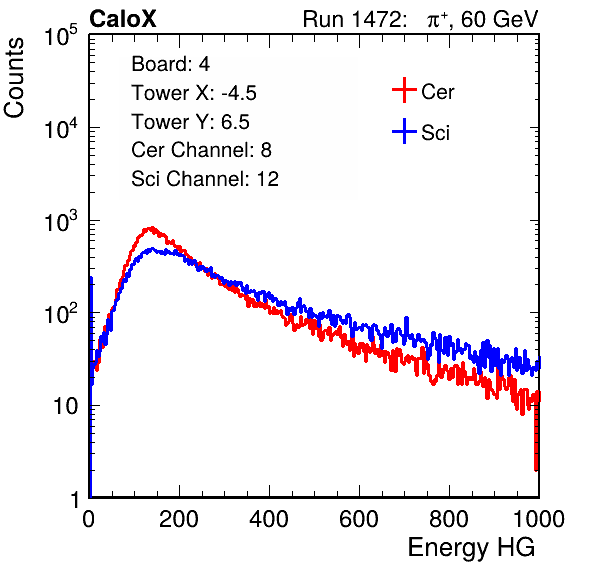 CaloX Run 1472: π⁺, 60 GeV
Counts
10⁵
10⁴
10³
10²
10
1
Board: 4
Tower X: -4.5
Tower Y: 6.5
Cer Channel: 8
Sci Channel: 12
Cer
Sci
0 200 400 600 800 1000
Energy HG